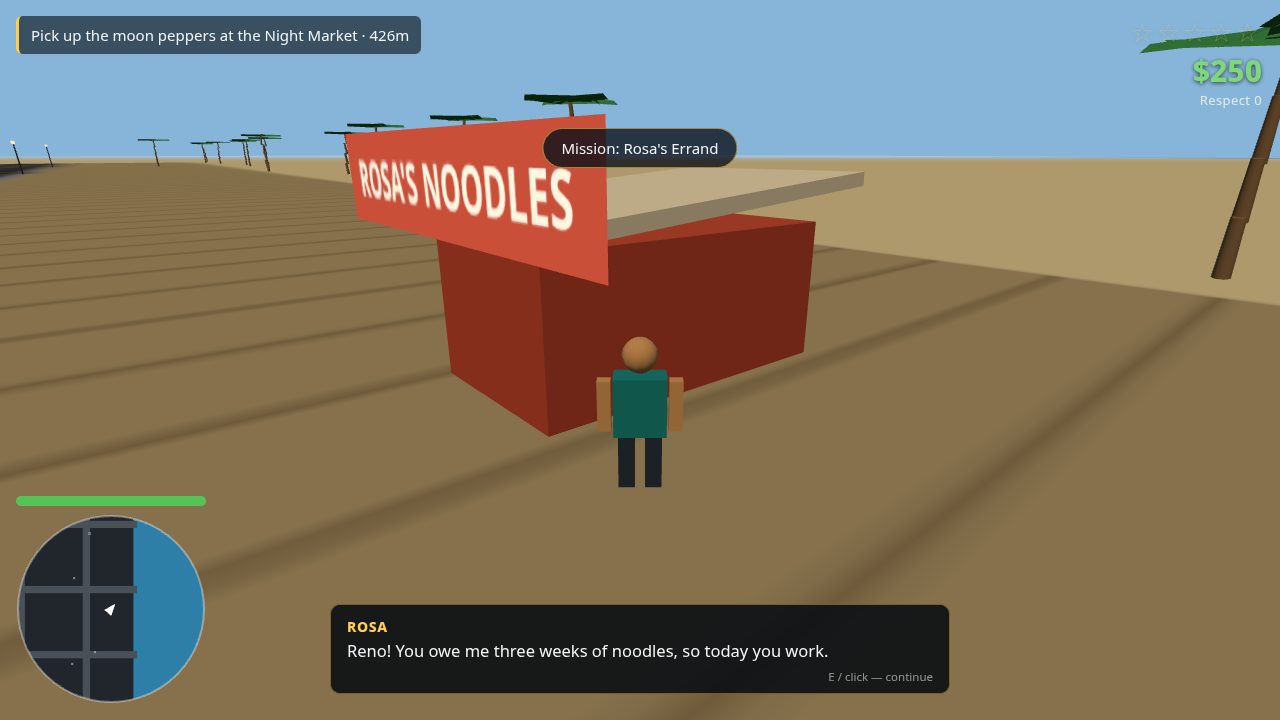 Pick up the moon peppers at the Night Market · 426m
☆☆☆☆☆
$250
Respect 0
Mission: Rosa's Errand
ROSA'S NOODLES
ROSA
Reno! You owe me three weeks of noodles, so today you work.
E / click — continue